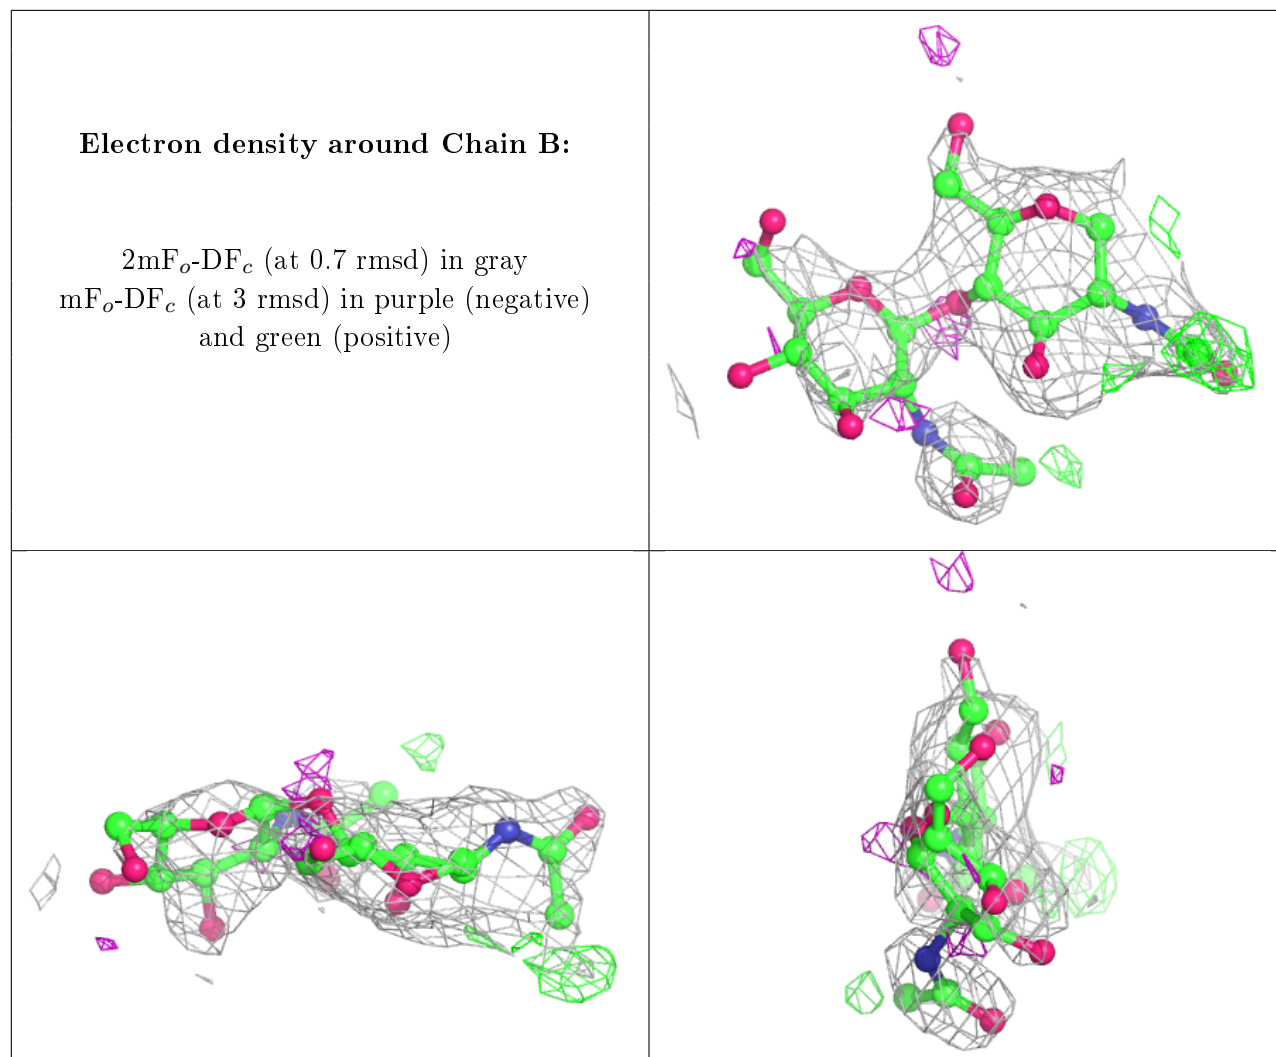 Electron density around Chain B:
2mFₒ-DF𝒸 (at 0.7 rmsd) in gray
mFₒ-DF𝒸 (at 3 rmsd) in purple (negative)
and green (positive)